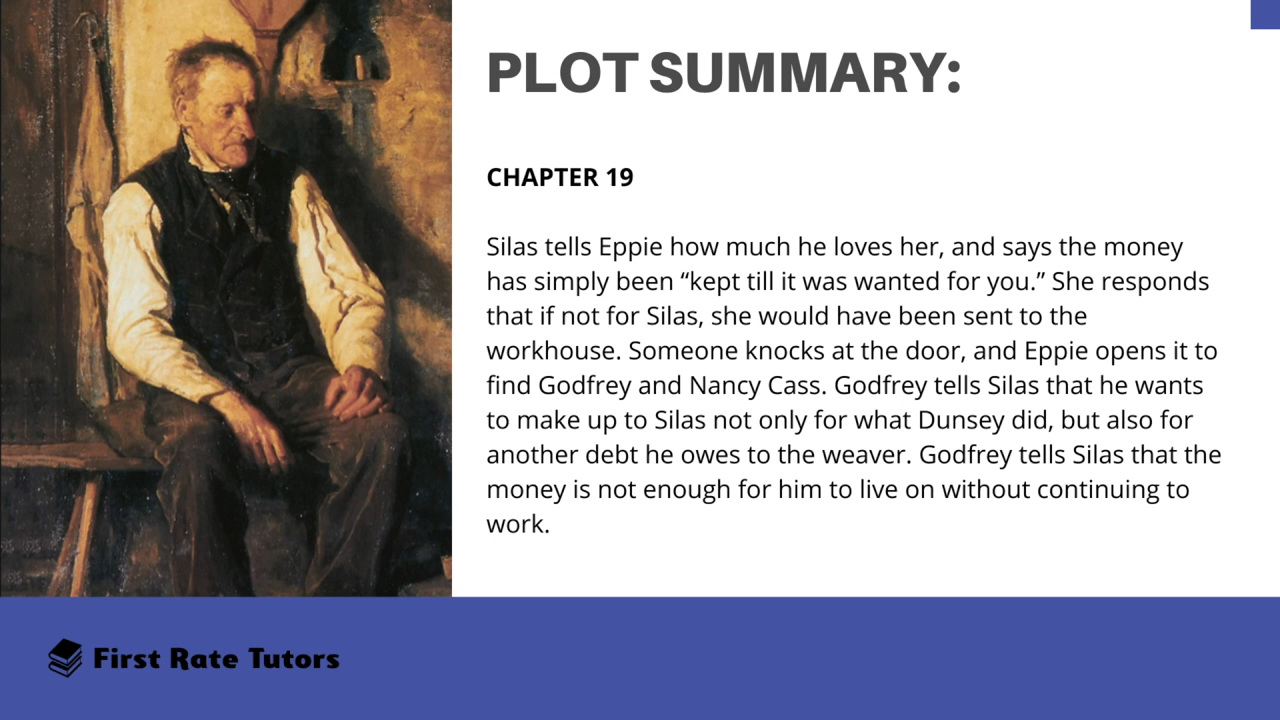 PLOT SUMMARY:
CHAPTER 19
Silas tells Eppie how much he loves her, and says the money
has simply been “kept till it was wanted for you.” She responds
that if not for Silas, she would have been sent to the
workhouse. Someone knocks at the door, and Eppie opens it to
find Godfrey and Nancy Cass. Godfrey tells Silas that he wants
to make up to Silas not only for what Dunsey did, but also for
another debt he owes to the weaver. Godfrey tells Silas that the
money is not enough for him to live on without continuing to
work.
First Rate Tutors